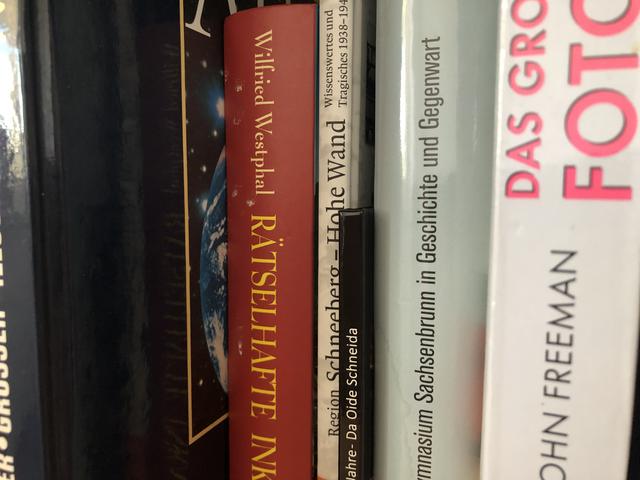 Wilfried Westphal RÄTSELHAFTE INK
Region Schneeberg - Hohe Wand
Wissenswertes und
Tragisches 1938-194
Jahre- Da Oide Schneida
ymnasium Sachsenbrunn in Geschichte und Gegenwart
DAS GRO
FOTO
OHN FREEMAN